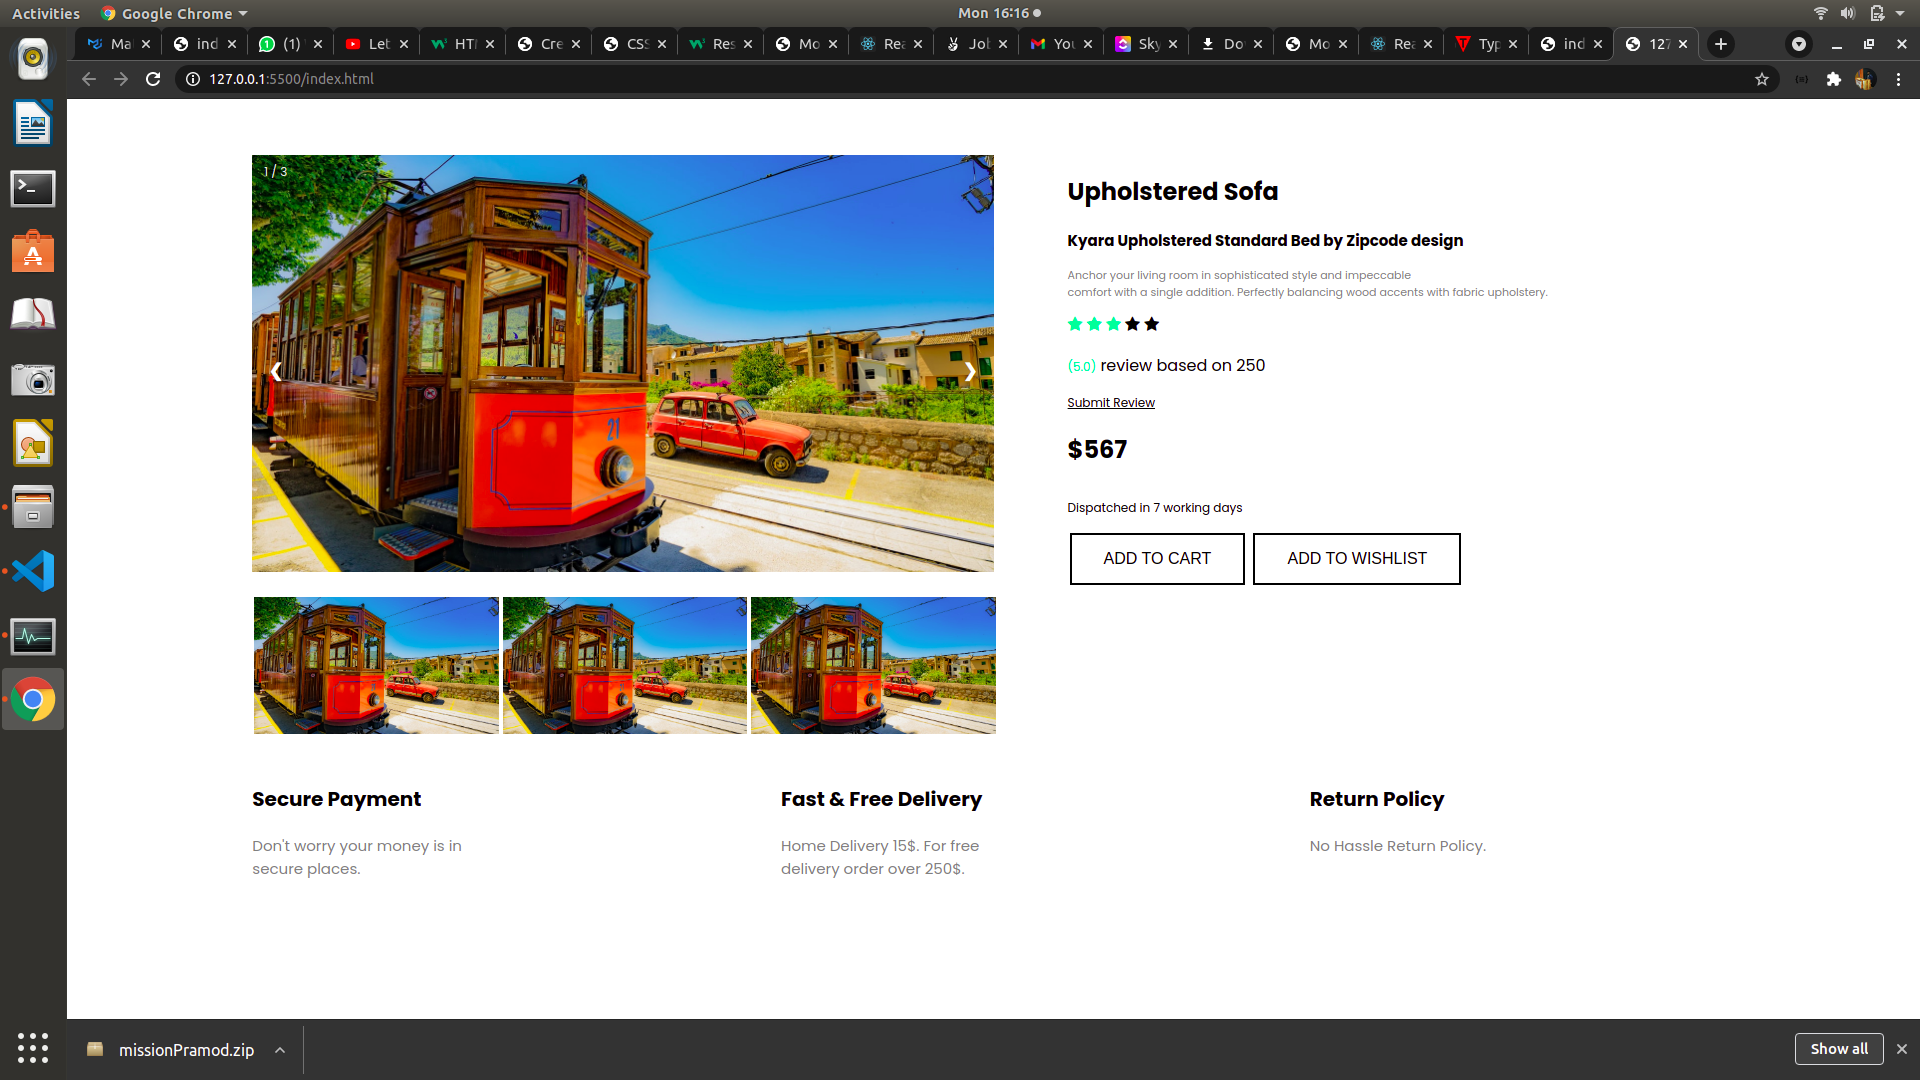 Activities
Google Chrome
Mon 16:16
Ma
ind
(1)
Let
HTI
Cre
CSS
Res
Mo
Rea
Job
You
Sky
Do
Mo
Rea
Typ
ind
127
127.0.0.1:5500/index.html
1 / 3
21
Upholstered Sofa
Kyara Upholstered Standard Bed by Zipcode design
Anchor your living room in sophisticated style and impeccable
comfort with a single addition. Perfectly balancing wood accents with fabric upholstery.
(5.0) review based on 250
Submit Review
$567
Dispatched in 7 working days
ADD TO CART
ADD TO WISHLIST
Secure Payment
Don't worry your money is in
secure places.
Fast & Free Delivery
Home Delivery 15$. For free
delivery order over 250$.
Return Policy
No Hassle Return Policy.
missionPramod.zip
Show all